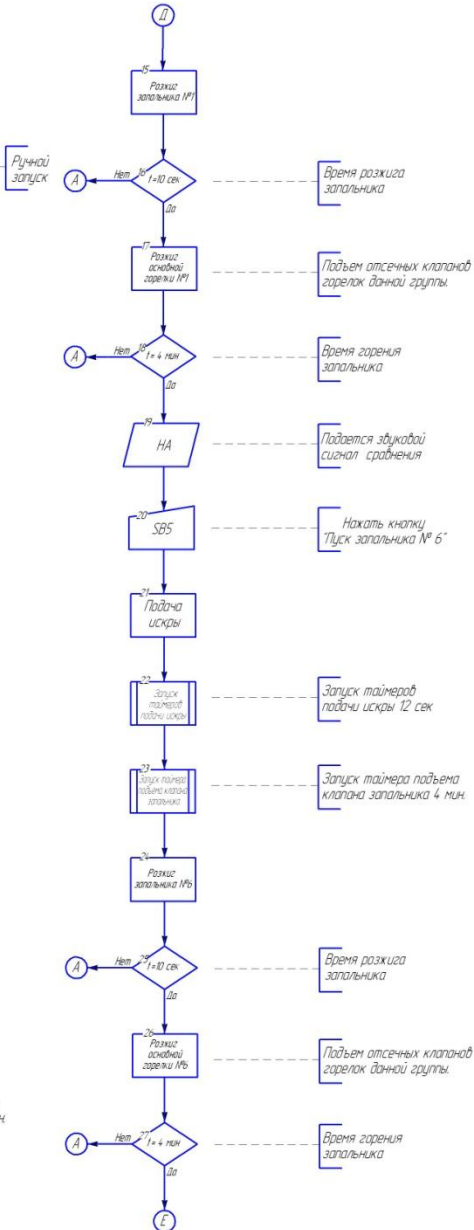 Д
15
Розжиг
запальника №1
Ручной
запуск
А
Нет
16
t=10 сек
Да
Время розжига
запальника
17
Розжиг
основной
горелки №1
Подъем отсечных клапанов
горелок данной группы.
А
Нет
18
t= 4 мин
Да
Время горения
запальника
19
НА
Подается звуковой
сигнал сравнения
20
SB5
Нажать кнопку
"Пуск запальника № 6"
21
Подача
искры
22
Запуск
таймеров
подачи искры
Запуск таймеров
подачи искры 12 сек
23
Запуск таймера
подъема клапана
запальника
Запуск таймера подъема
клапана запальника 4 мин.
24
Розжиг
запальника №6
А
Нет
25
t=10 сек
Да
Время розжига
запальника
26
Розжиг
основной
горелки №6
Подъем отсечных клапанов
горелок данной группы.
н.
А
Нет
27
t= 4 мин
Да
Время горения
запальника
Е